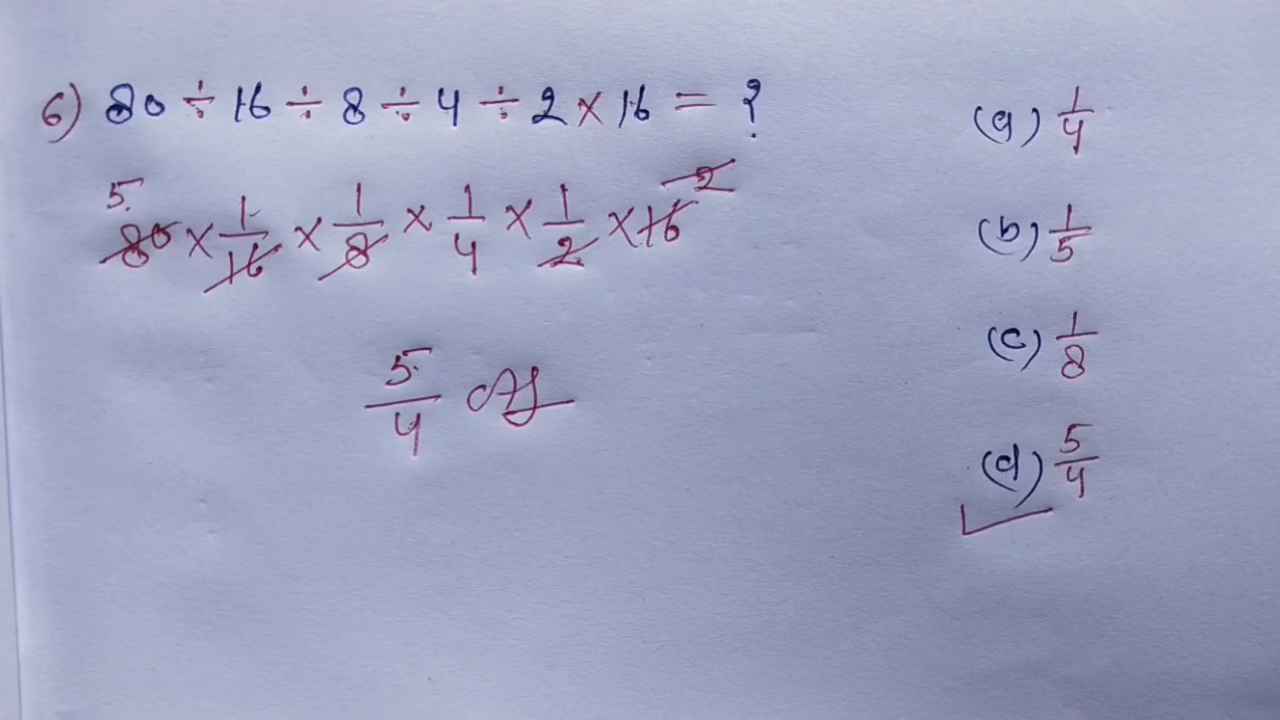 6) 80 ÷ 16 ÷ 8 ÷ 4 ÷ 2 × 16 = ?
5 2
80 × 1/16 × 1/8 × 1/4 × 1/2 × 16
5/4
(a) 1/4
(b) 1/5
(c) 1/8
(d) 5/4